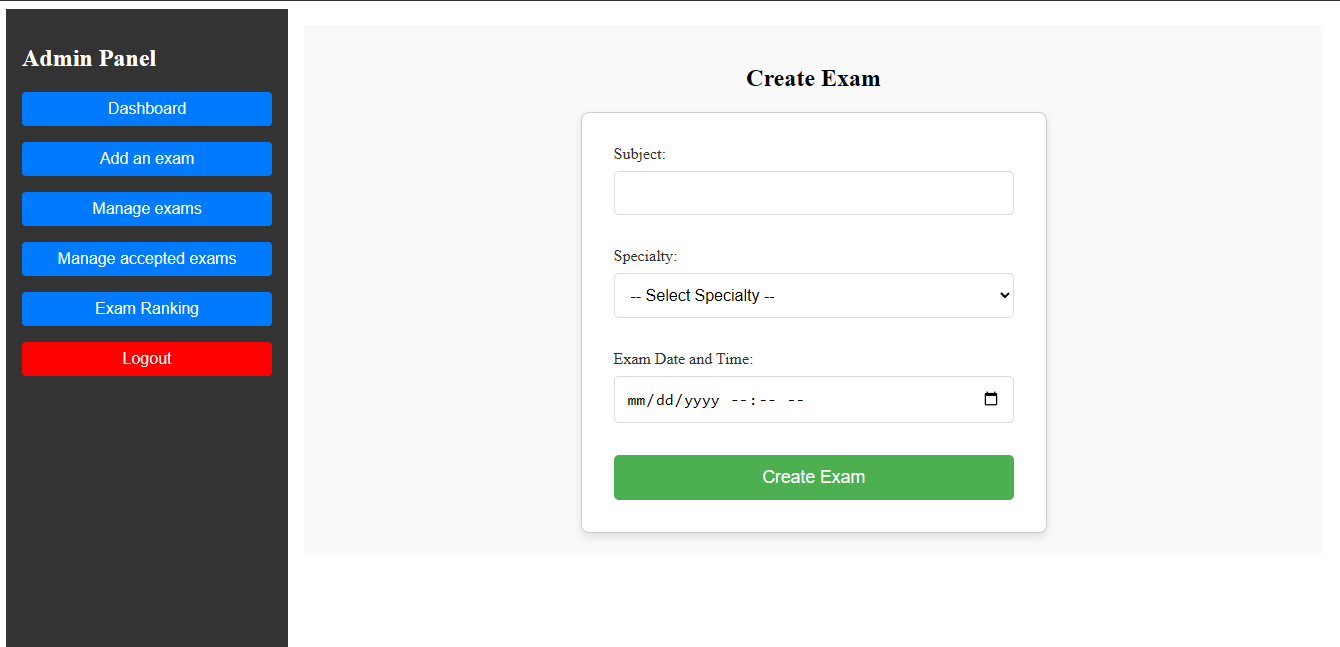 Admin Panel
Dashboard
Add an exam
Manage exams
Manage accepted exams
Exam Ranking
Logout
Create Exam
Subject:
Specialty:
-- Select Specialty --
Exam Date and Time:
mm/dd/yyyy --:-- --
Create Exam